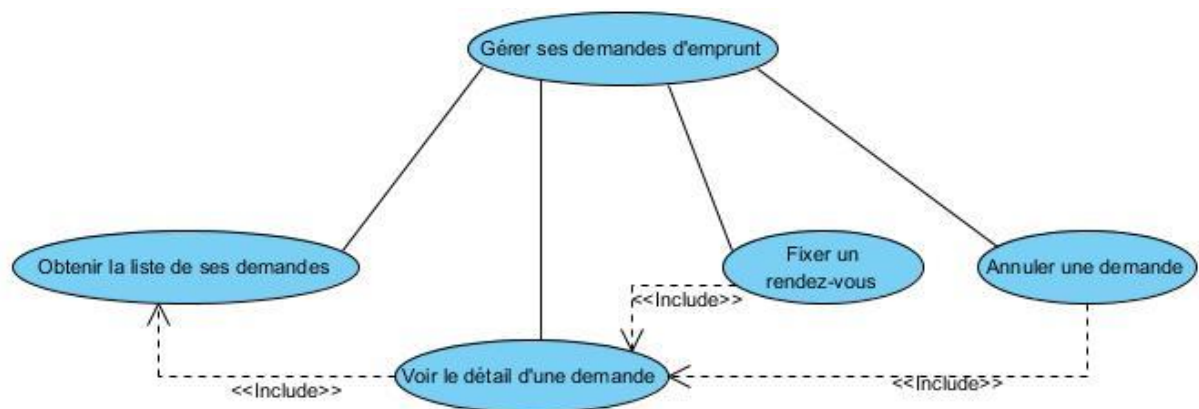 Gérer ses demandes d'emprunt
Obtenir la liste de ses demandes
Fixer un
rendez-vous
Annuler une demande
<<Include>>
Voir le détail d'une demande
<<Include>>
<<Include>>